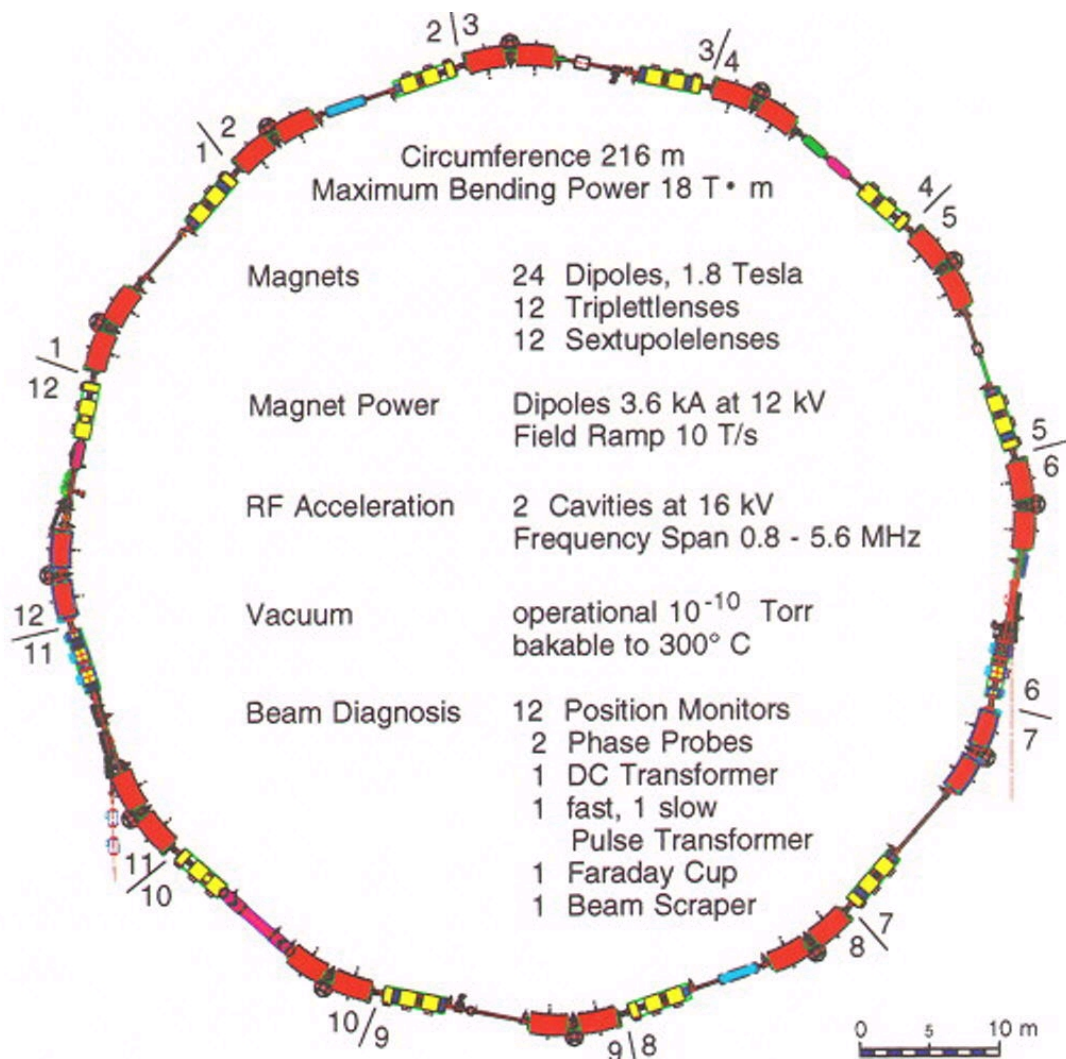 2/3
3/4
1/2
Circumference 216 m
Maximum Bending Power 18 T• m
4/5
Magnets 24 Dipoles, 1.8 Tesla
12 Triplettlenses
12 Sextupolelenses
1/12
Magnet Power Dipoles 3.6 kA at 12 kV
Field Ramp 10 T/s
5/6
RF Acceleration 2 Cavities at 16 kV
Frequency Span 0.8 - 5.6 MHz
Vacuum operational 10⁻¹⁰ Torr
bakable to 300° C
12/11
Beam Diagnosis 12 Position Monitors
6/7
2 Phase Probes
1 DC Transformer
1 fast, 1 slow
Pulse Transformer
11/10
1 Faraday Cup
1 Beam Scraper
7/8
10/9
9/8
0 5 10 m